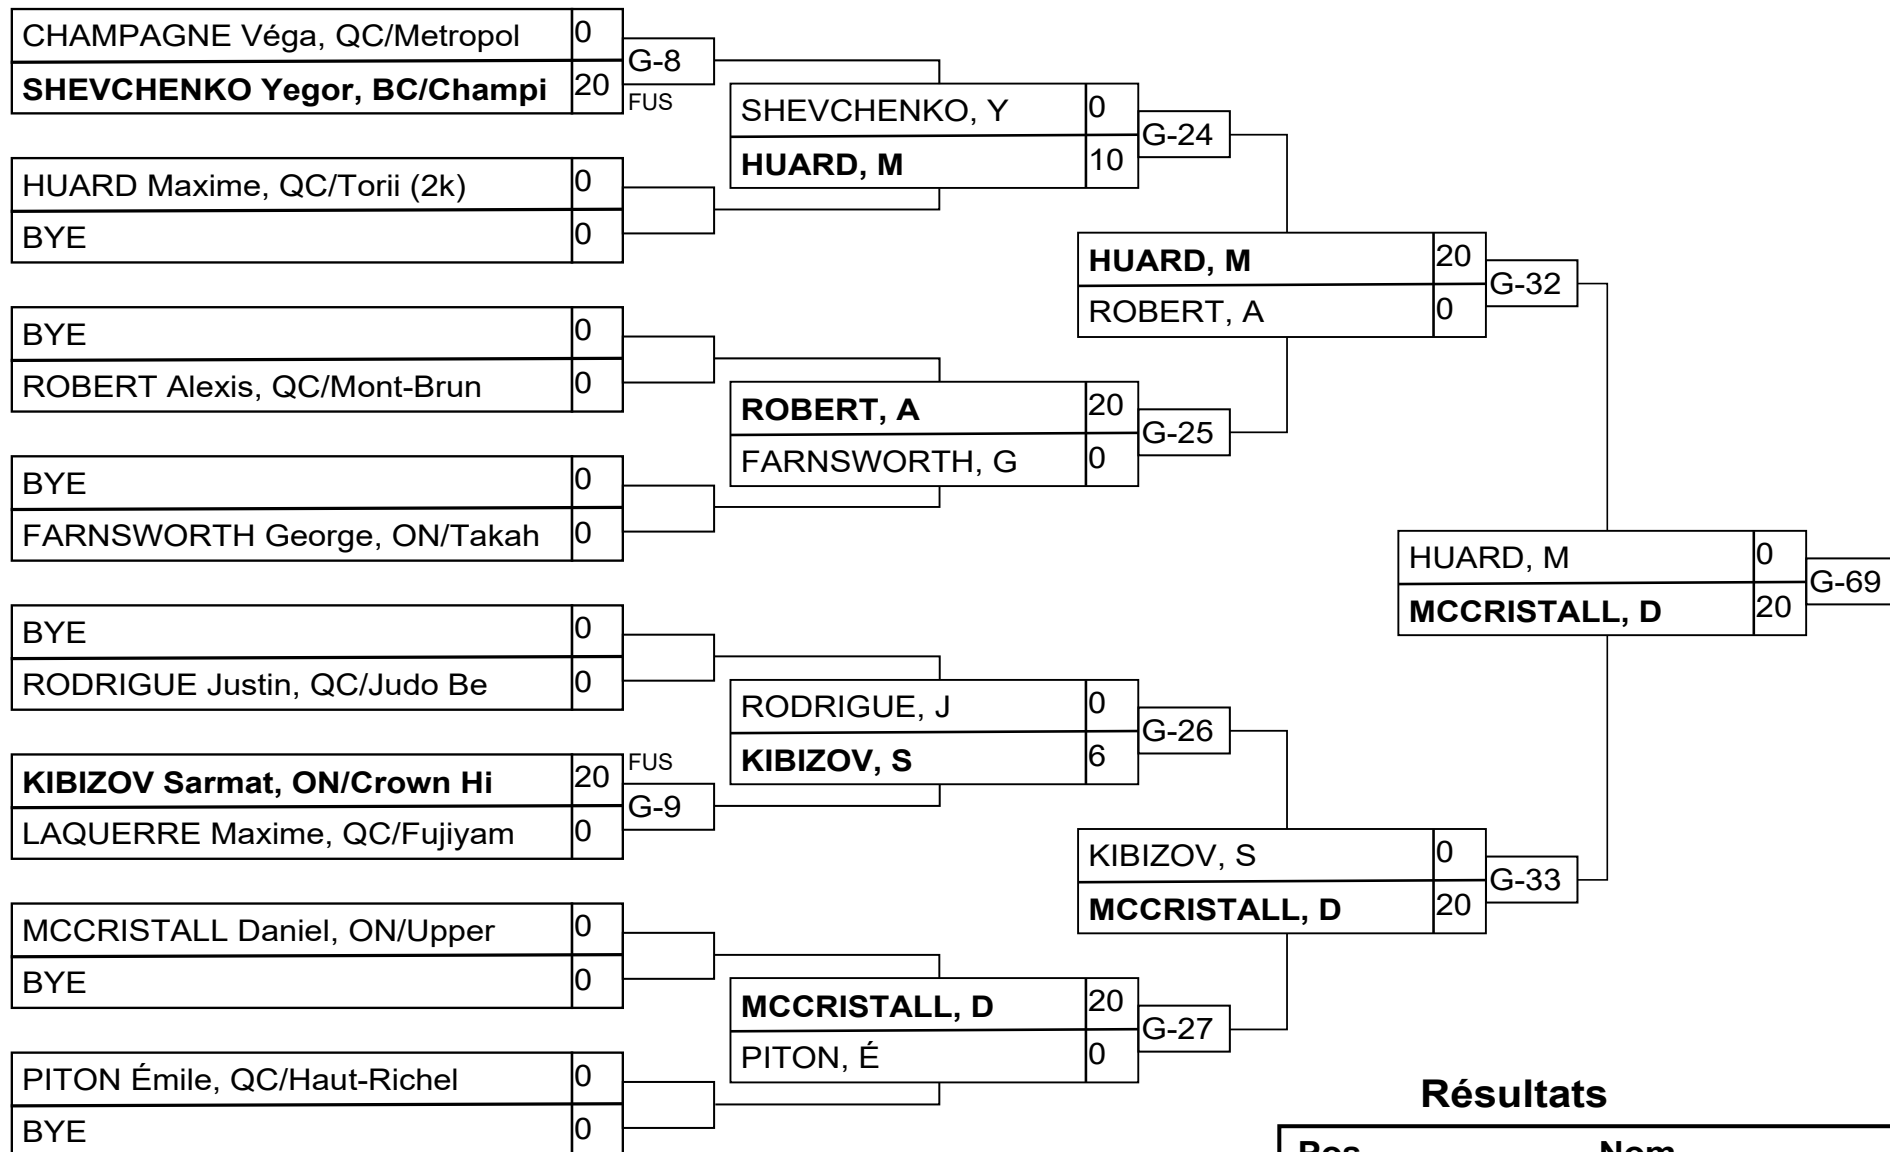 CHAMPAGNE Véga, QC/Metropol 0
SHEVCHENKO Yegor, BC/Champi 20
G-8
FUS
HUARD Maxime, QC/Torii (2k) 0
BYE 0
BYE 0
ROBERT Alexis, QC/Mont-Brun 0
BYE 0
FARNSWORTH George, ON/Takah 0
BYE 0
RODRIGUE Justin, QC/Judo Be 0
KIBIZOV Sarmat, ON/Crown Hi 20
LAQUERRE Maxime, QC/Fujiyam 0
FUS
G-9
MCCRISTALL Daniel, ON/Upper 0
BYE 0
PITON Émile, QC/Haut-Richel 0
BYE 0
SHEVCHENKO, Y 0
HUARD, M 10
G-24
ROBERT, A 20
FARNSWORTH, G 0
G-25
RODRIGUE, J 0
KIBIZOV, S 6
G-26
MCCRISTALL, D 20
PITON, É 0
G-27
HUARD, M 20
ROBERT, A 0
G-32
KIBIZOV, S 0
MCCRISTALL, D 20
G-33
HUARD, M 0
MCCRISTALL, D 20
G-69
Résultats
Pos Nom